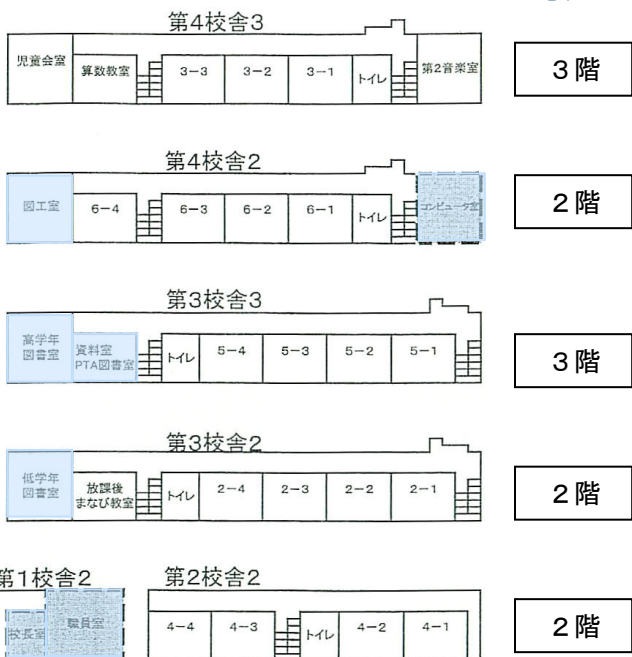 第4校舎3
児童会室
算数教室
3-3
3-2
3-1
トイレ
第2音楽室
3階
第4校舎2
図工室
6-4
6-3
6-2
6-1
トイレ
コンピュータ室
2階
第3校舎3
高学年
図書室
資料室
PTA図書室
トイレ
5-4
5-3
5-2
5-1
3階
第3校舎2
低学年
図書室
放課後
まなび教室
トイレ
2-4
2-3
2-2
2-1
2階
第1校舎2
第2校舎2
校長室
職員室
4-4
4-3
トイレ
4-2
4-1
2階